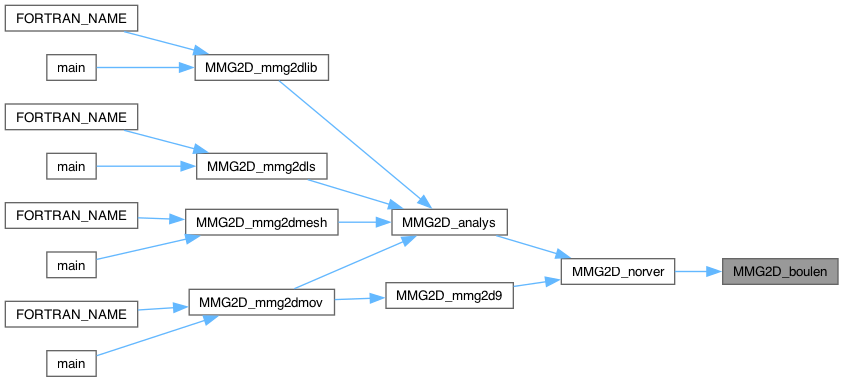 FORTRAN_NAME
main
MMG2D_mmg2dlib
FORTRAN_NAME
main
MMG2D_mmg2dls
FORTRAN_NAME
main
MMG2D_mmg2dmesh
MMG2D_analys
FORTRAN_NAME
main
MMG2D_mmg2dmov
MMG2D_mmg2d9
MMG2D_norver
MMG2D_boulen